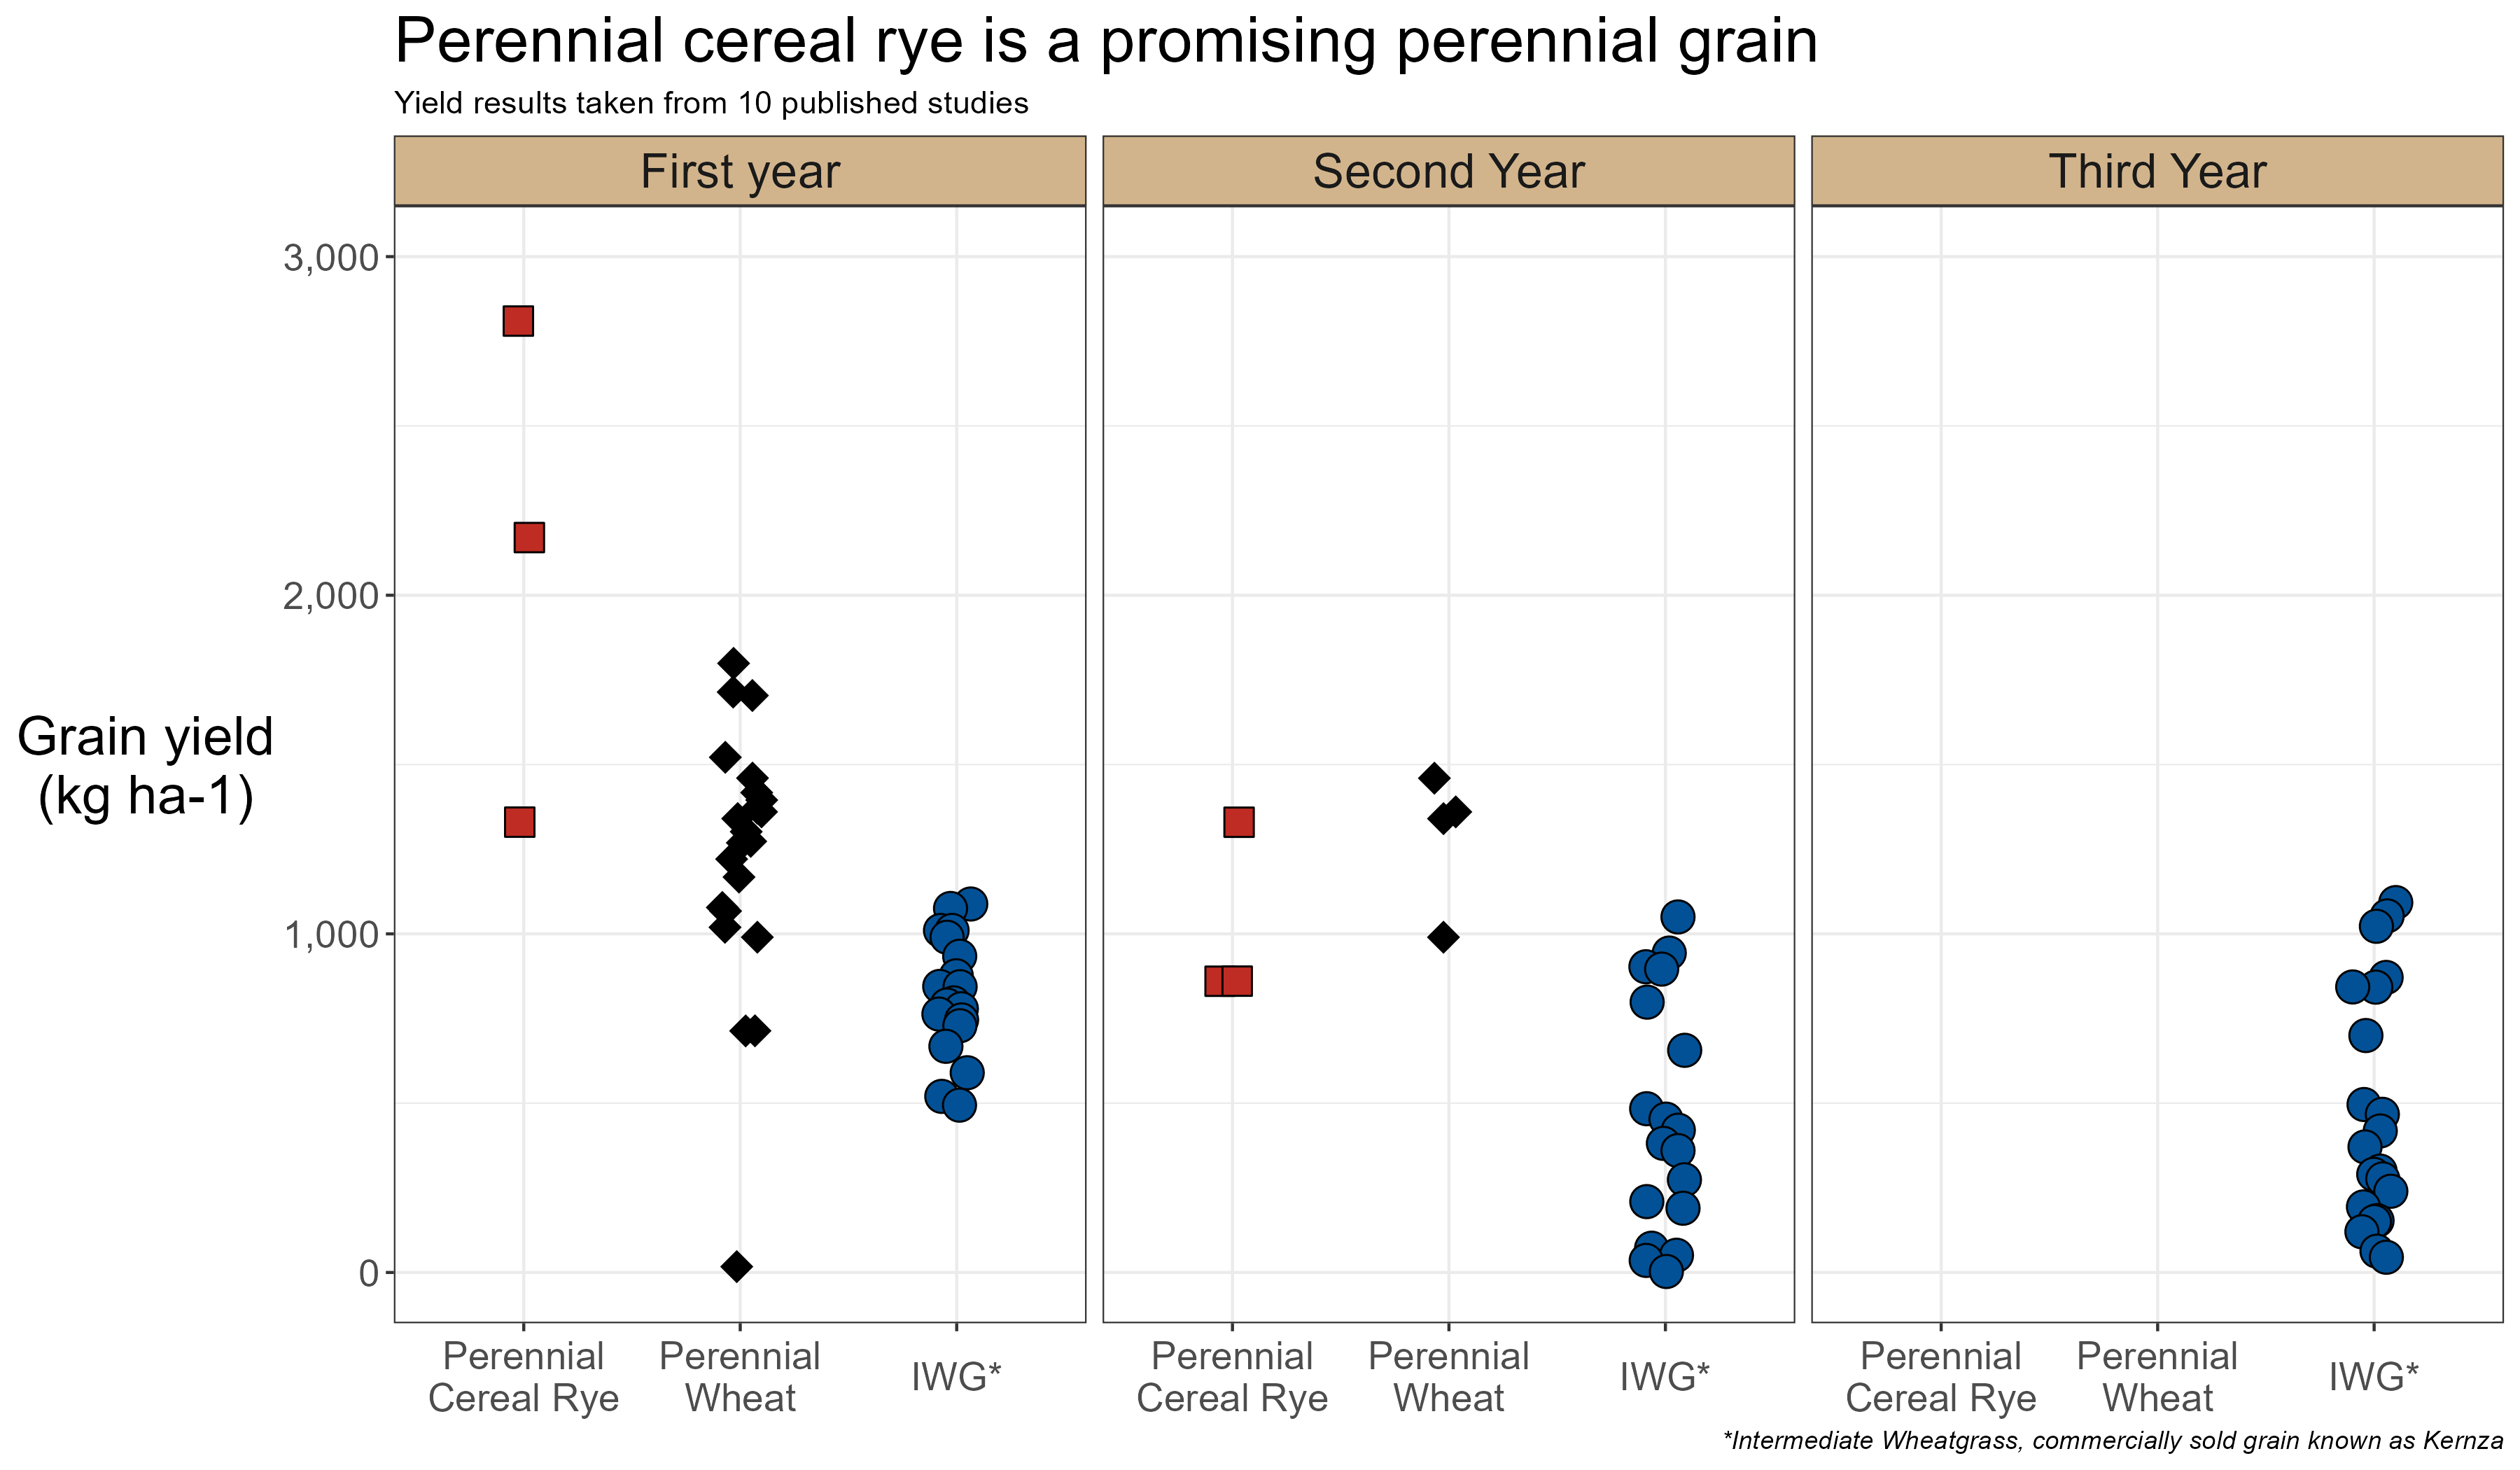 Perennial cereal rye is a promising perennial grain
Yield results taken from 10 published studies
First year
Second Year
Third Year
3,000
2,000
1,000
0
Grain yield
(kg ha-1)
Perennial
Cereal Rye
Perennial
Wheat
IWG*
Perennial
Cereal Rye
Perennial
Wheat
IWG*
Perennial
Cereal Rye
Perennial
Wheat
IWG*
*Intermediate Wheatgrass, commercially sold grain known as Kernza